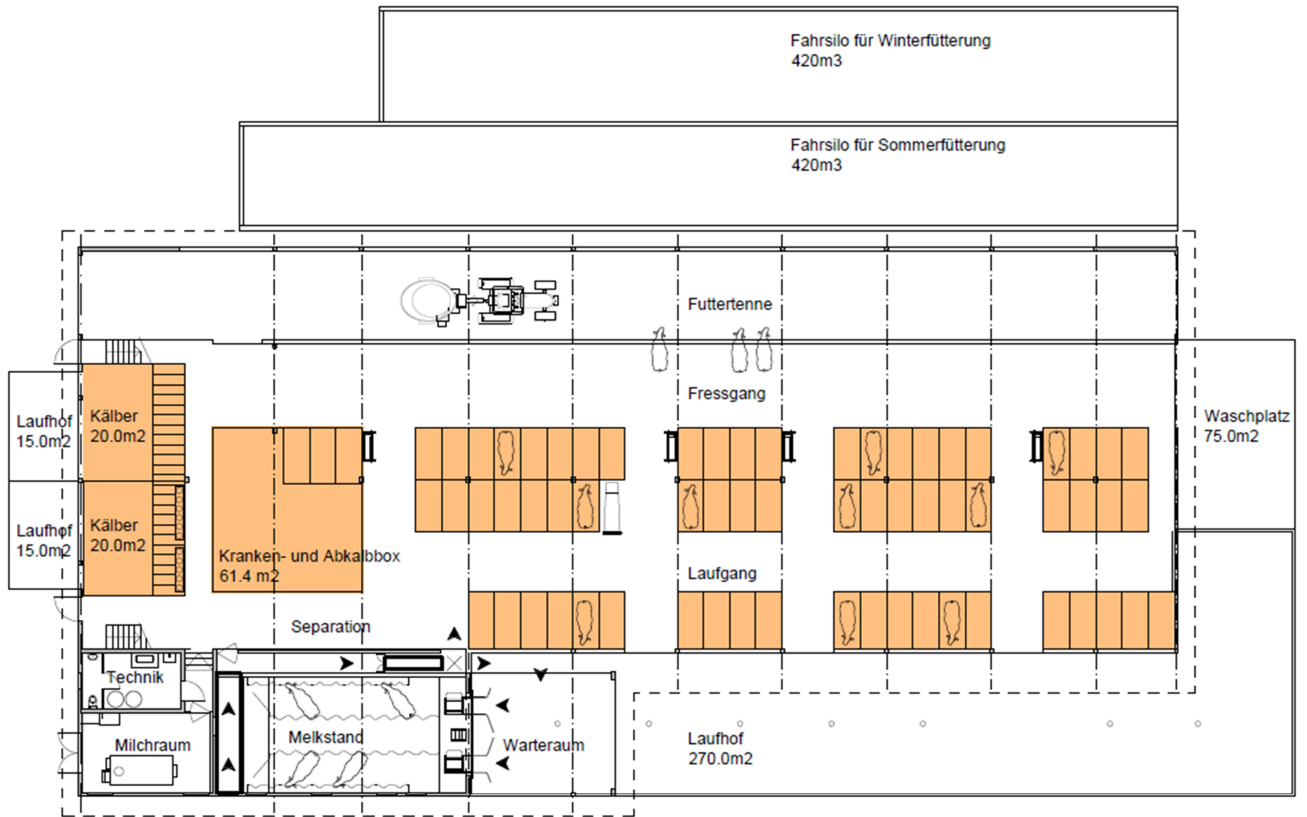 Fahrsilo für Winterfütterung
420m3
Fahrsilo für Sommerfütterung
420m3
Futtertenne
Fressgang
Laufhof
15.0m2
Kälber
20.0m2
Waschplatz
75.0m2
Laufhof
15.0m2
Kälber
20.0m2
Kranken- und Abkalbbox
61.4 m2
Laufgang
Separation
Technik
Milchraum
Melkstand
Warteraum
Laufhof
270.0m2